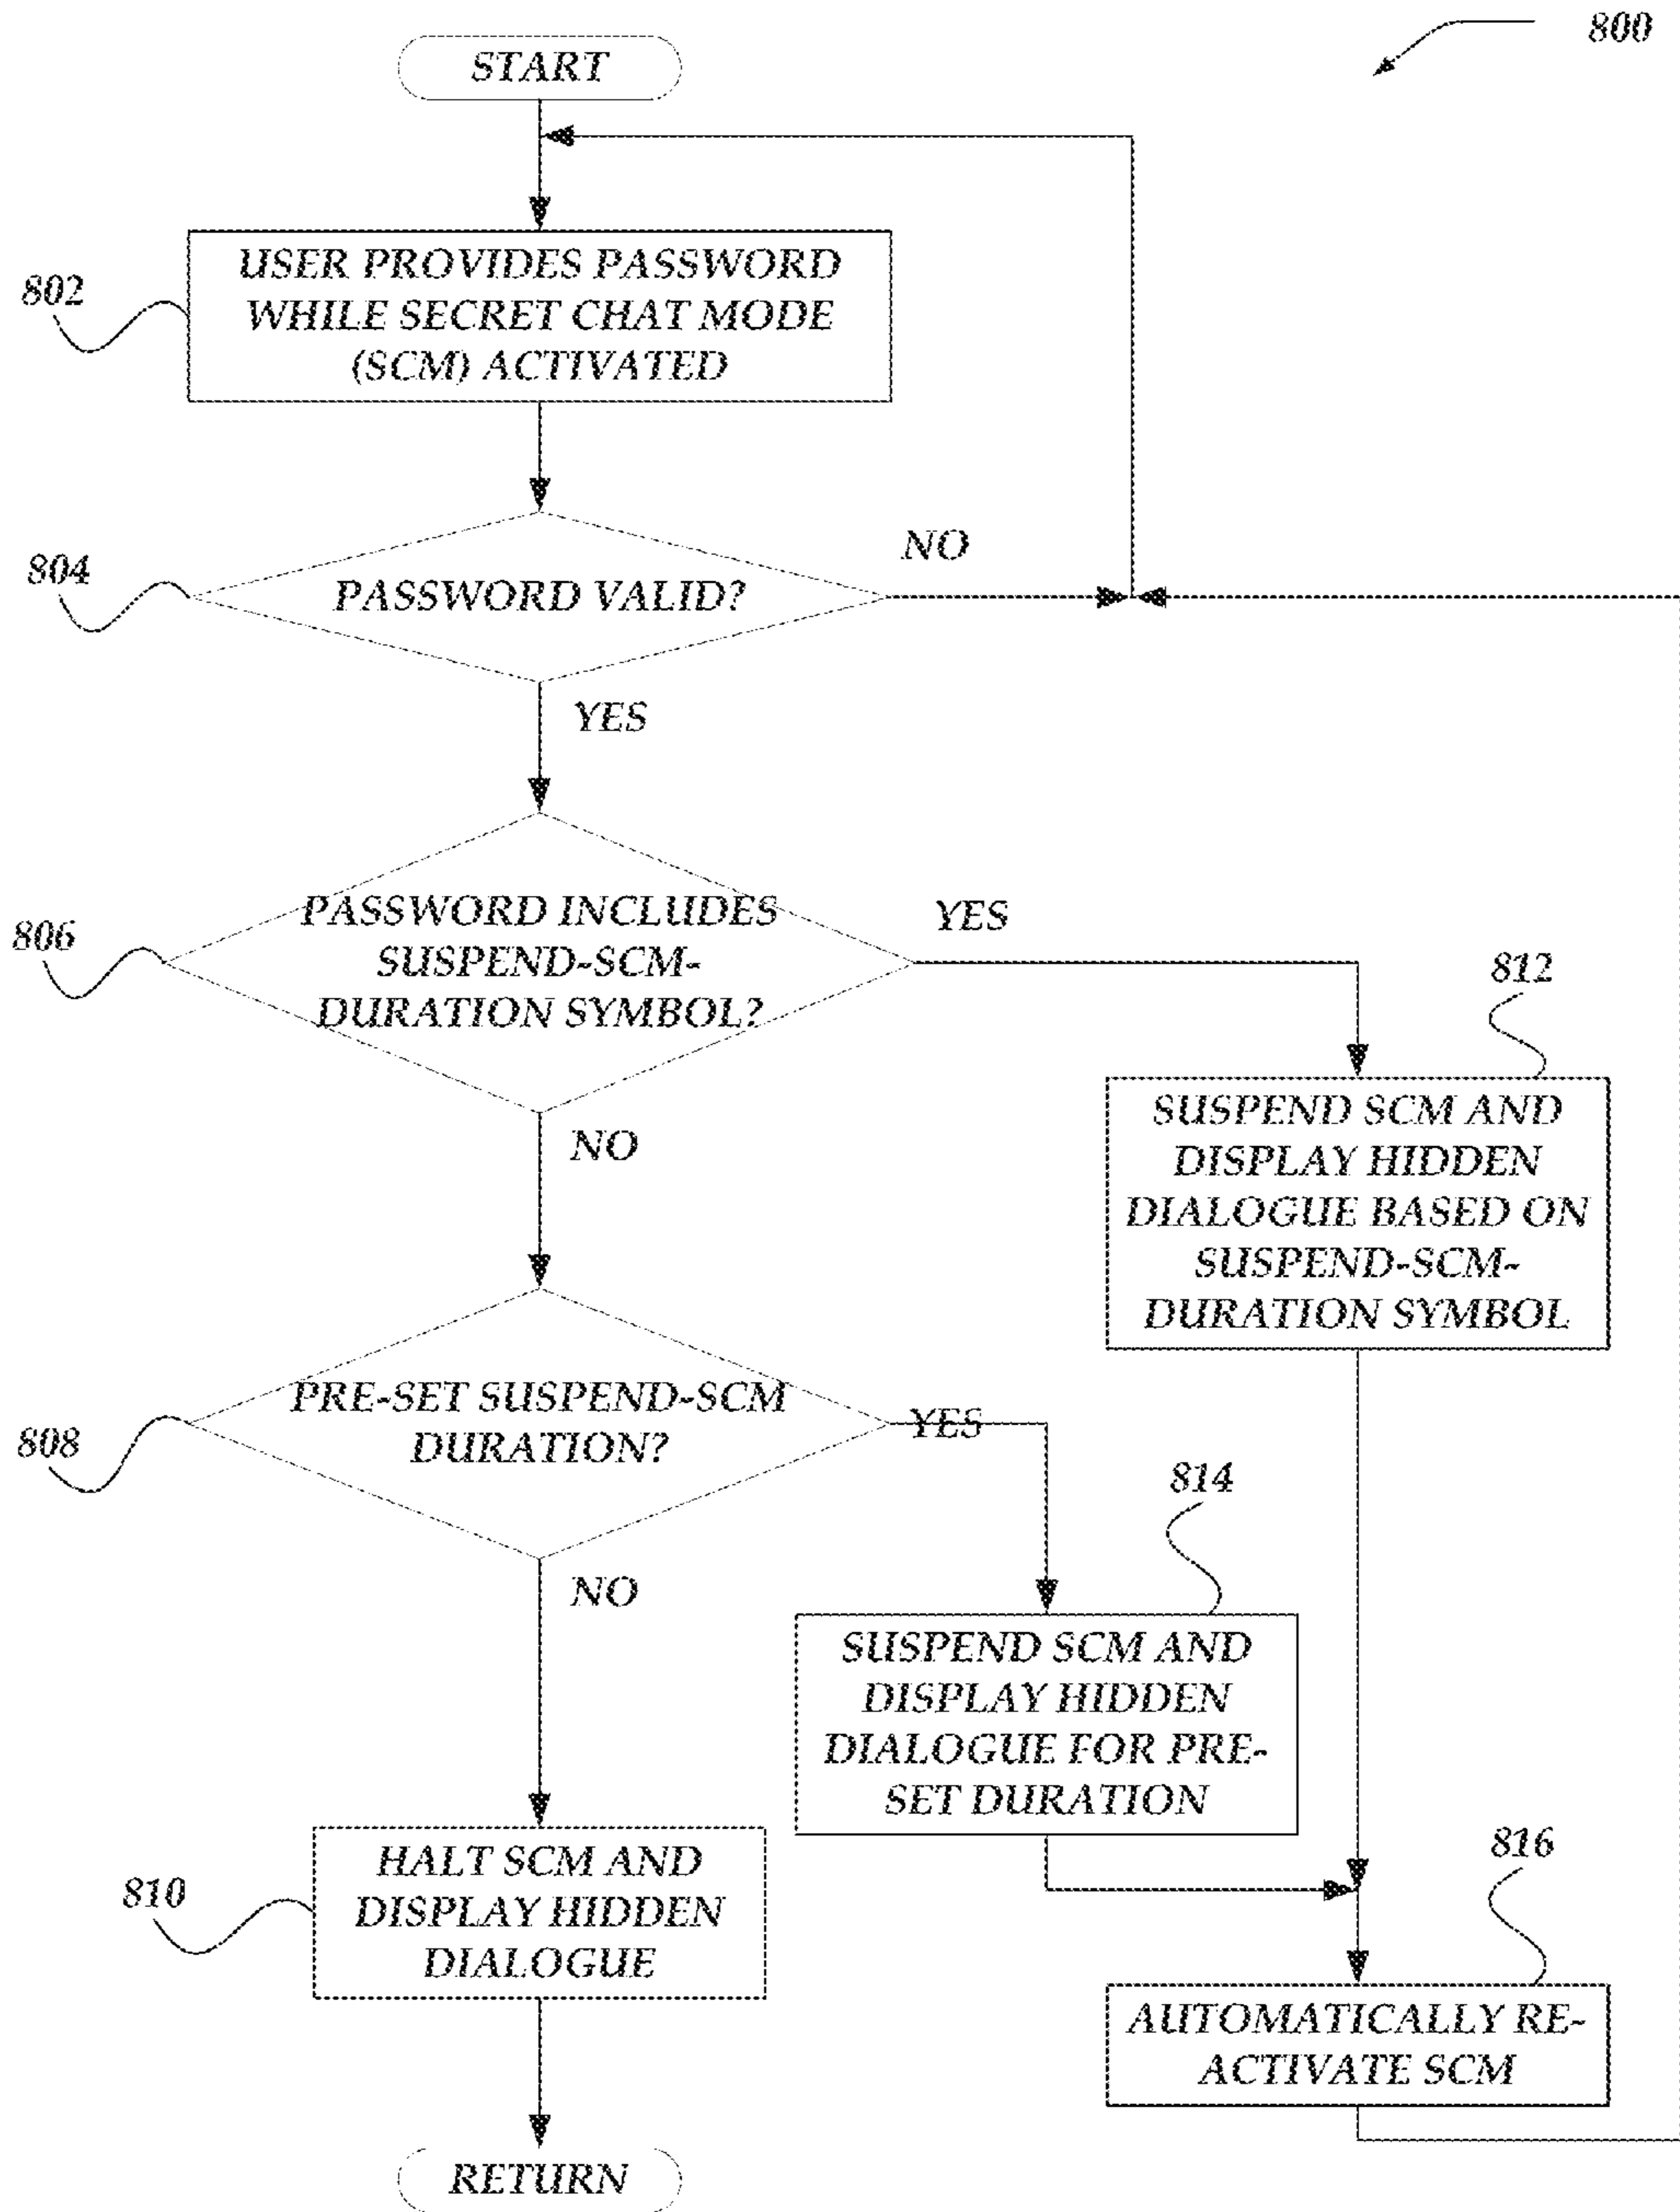 800
START
802
USER PROVIDES PASSWORD
WHILE SECRET CHAT MODE
(SCM) ACTIVATED
804
PASSWORD VALID?
NO
YES
806
PASSWORD INCLUDES
SUSPEND-SCM-
DURATION SYMBOL?
YES
NO
812
SUSPEND SCM AND
DISPLAY HIDDEN
DIALOGUE BASED ON
SUSPEND-SCM-
DURATION SYMBOL
808
PRE-SET SUSPEND-SCM
DURATION?
YES
NO
814
SUSPEND SCM AND
DISPLAY HIDDEN
DIALOGUE FOR PRE-
SET DURATION
810
HALT SCM AND
DISPLAY HIDDEN
DIALOGUE
816
AUTOMATICALLY RE-
ACTIVATE SCM
RETURN